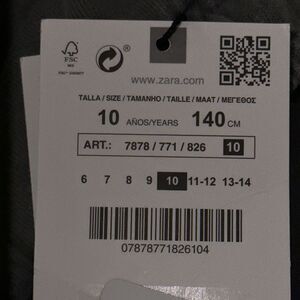 FSC
www.zara.com
TALLA / SIZE / TAMANHO / TAILLE / MAAT / ΜΕΓΕΘΟΣ
10 AÑOS/YEARS 140 CM
ART.: 7878 / 771 / 826 10
6 7 8 9 10 11-12 13-14
07878771826104